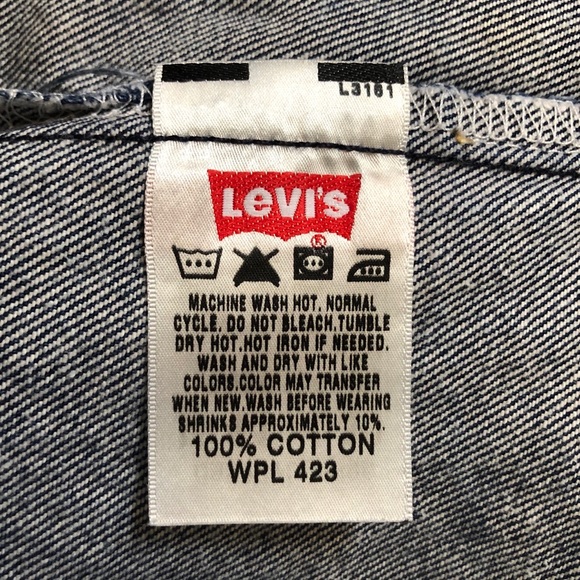 L3161
Levi's
®
MACHINE WASH HOT. NORMAL
CYCLE. DO NOT BLEACH.TUMBLE
DRY HOT.HOT IRON IF NEEDED.
WASH AND DRY WITH LIKE
COLORS.COLOR MAY TRANSFER
WHEN NEW.WASH BEFORE WEARING
SHRINKS APPROXIMATELY 10%.
100% COTTON
WPL 423